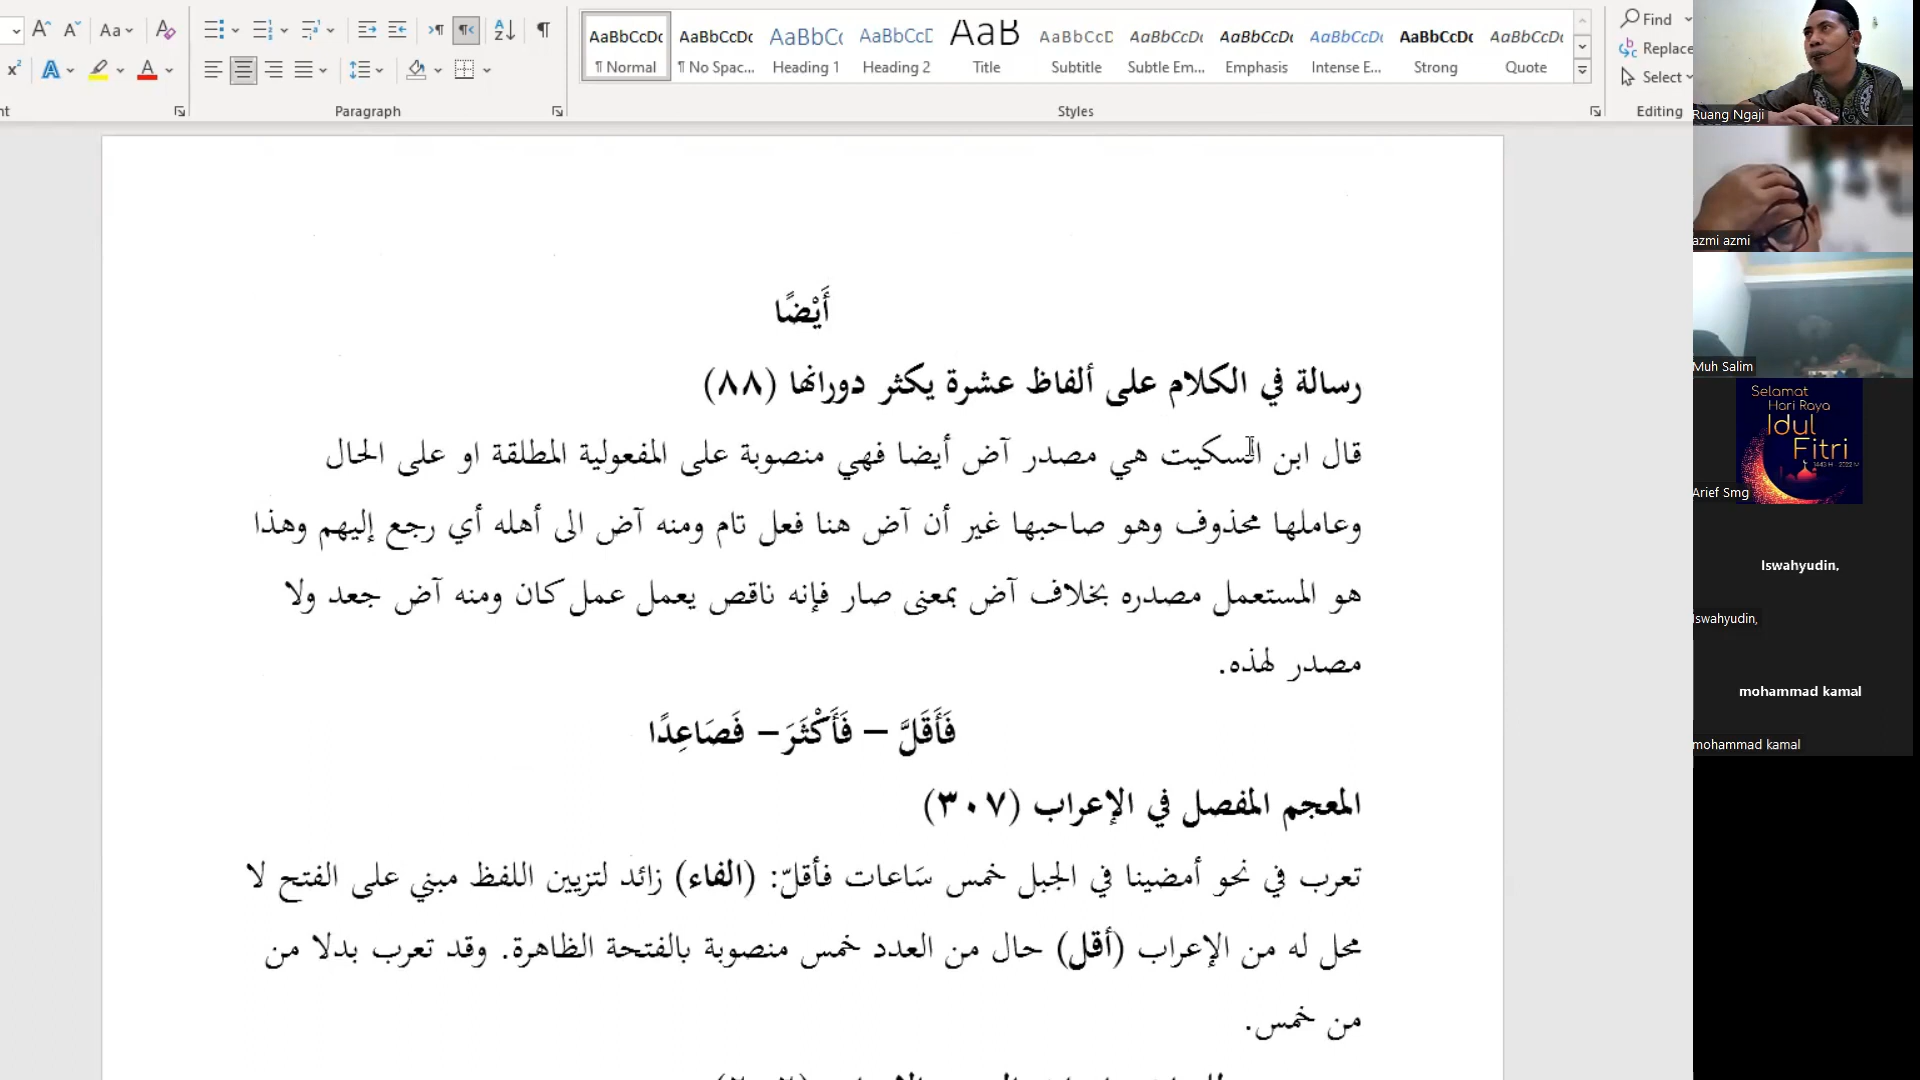 Aa
AaBbCcDc
AaBbCcDc
AaBbC(
AaBbCcD
AaB
AaBbCcD
AaBbCcDc
AaBbCcDc
AaBbCcDc
AaBbCcDc
AaBbCcDc
¶ Normal
¶ No Spac...
Heading 1
Heading 2
Title
Subtitle
Subtle Em...
Emphasis
Intense E...
Strong
Quote
Find
Replace
Select
Paragraph
Styles
Editing
أَيْضًا
رسالة في الكلام على ألفاظ عشرة يكثر دورانها (٨٨)
قال ابن السكيت هي مصدر آض أيضا فهي منصوبة على المفعولية المطلقة او على الحال
وعاملها محذوف وهو صاحبها غير أن آض هنا فعل تام ومنه آض الى أهله أي رجع إليهم وهذا
هو المستعمل مصدره بخلاف آض بمعنى صار فإنه ناقص يعمل عمل كان ومنه آض جعد ولا
مصدر لهذه.
فَأَقَلَّ – فَأَكْثَرَ – فَصَاعِدًا
المعجم المفصل في الإعراب (٣٠٧)
تعرب في نحو أمضينا في الجبل خمس سَاعات فأقلّ: (الفاء) زائد لتزيين اللفظ مبني على الفتح لا
محل له من الإعراب (أقل) حال من العدد خمس منصوبة بالفتحة الظاهرة. وقد تعرب بدلا من
من خمس.
Ruang Ngaji
azmi azmi
Muh Salim
Selamat
Hari Raya
Idul
Fitri
1443 H - 2022 M
Arief Smg
Iswahyudin,
Iswahyudin,
mohammad kamal
mohammad kamal